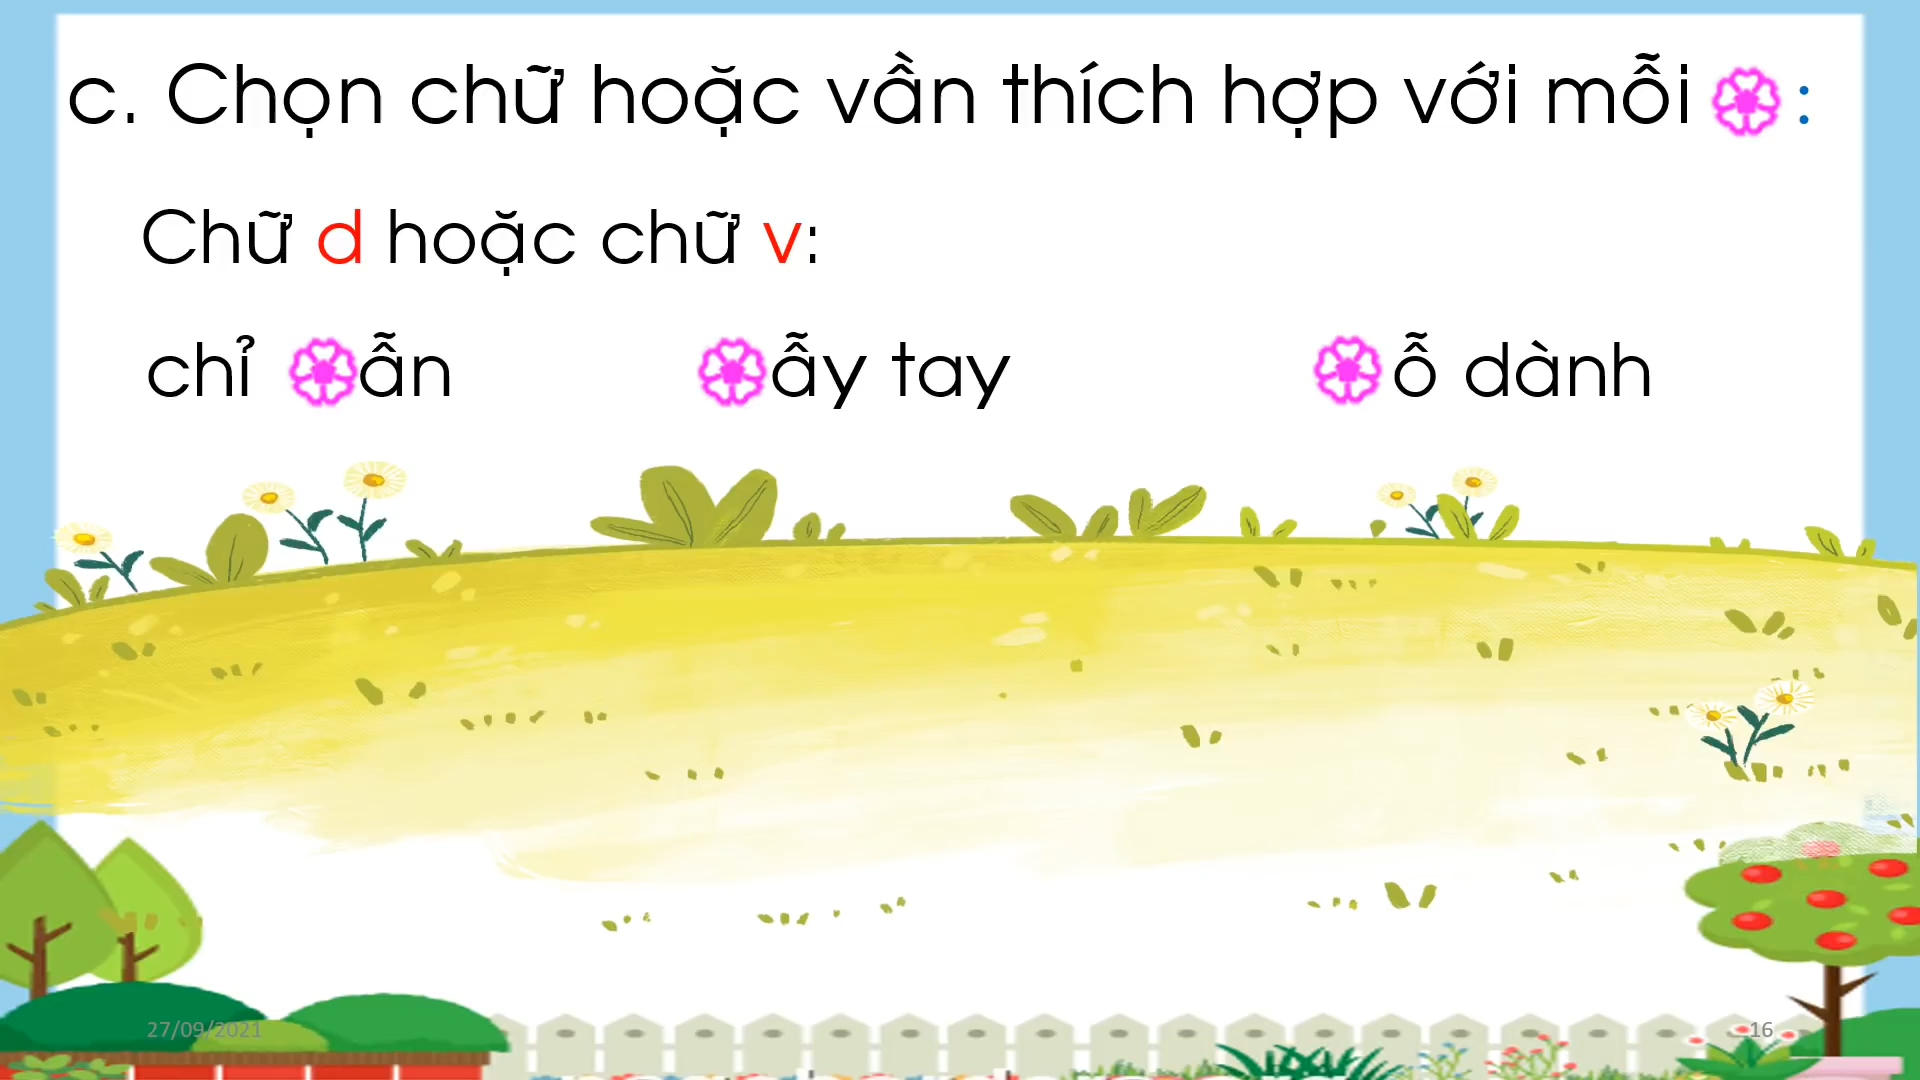 c. Chọn chữ hoặc vần thích hợp với mỗi :
Chữ d hoặc chữ v:
chỉ ẫn ẫy tay ỗ dành
27/09/2021 16